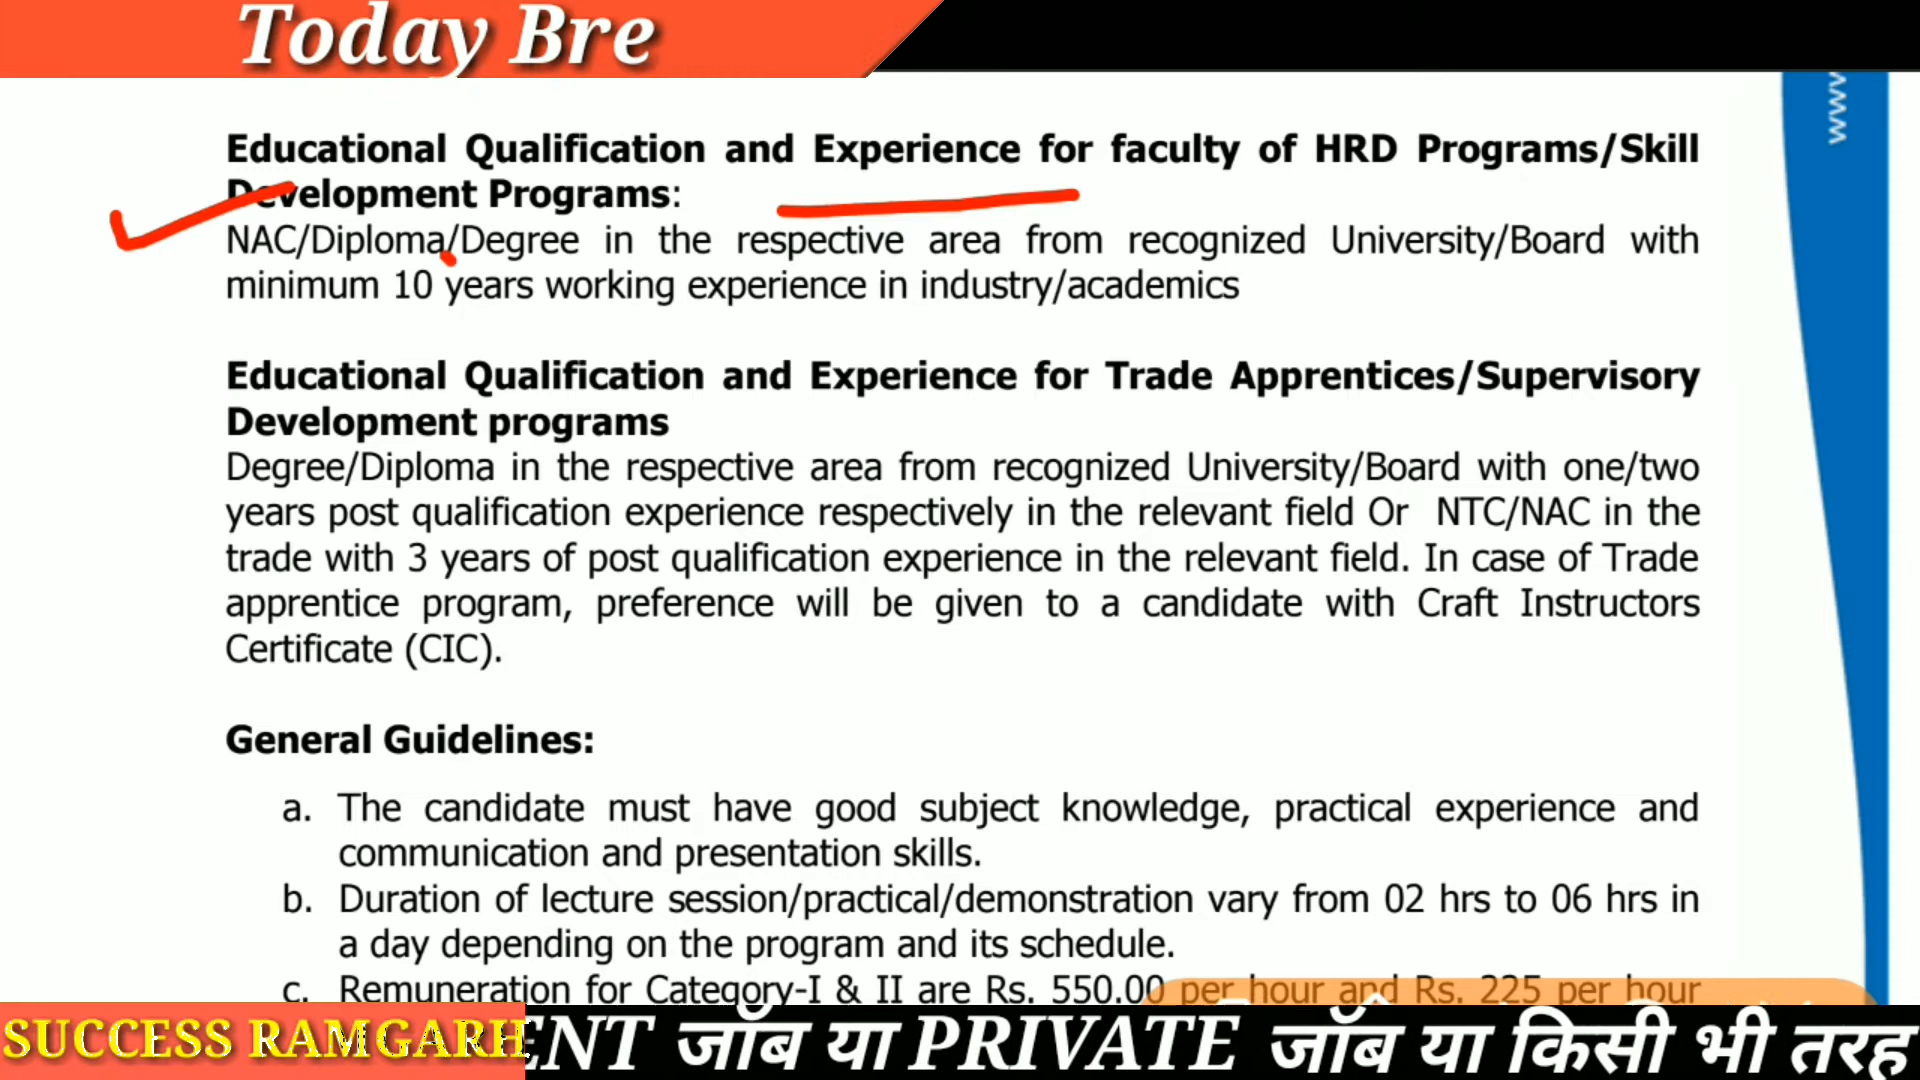 Today Bre
www
Educational Qualification and Experience for faculty of HRD Programs/Skill
Development Programs:
NAC/Diploma/Degree in the respective area from recognized University/Board with
minimum 10 years working experience in industry/academics
Educational Qualification and Experience for Trade Apprentices/Supervisory
Development programs
Degree/Diploma in the respective area from recognized University/Board with one/two
years post qualification experience respectively in the relevant field Or NTC/NAC in the
trade with 3 years of post qualification experience in the relevant field. In case of Trade
apprentice program, preference will be given to a candidate with Craft Instructors
Certificate (CIC).
General Guidelines:
a. The candidate must have good subject knowledge, practical experience and
communication and presentation skills.
b. Duration of lecture session/practical/demonstration vary from 02 hrs to 06 hrs in
a day depending on the program and its schedule.
c. Remuneration for Category-I & II are Rs. 550.00 per hour and Rs. 225 per hour
SUCCESS RAMGARH ENT जॉब या PRIVATE जॉब या किसी भी तरह